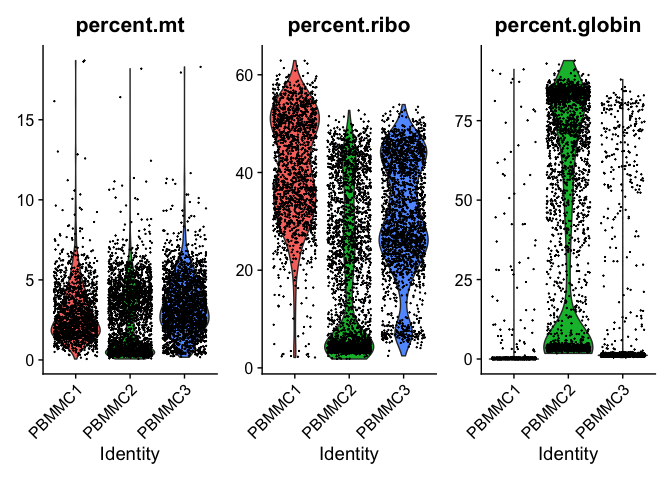 percent.mt
15
10
5
0
PBMMC1
PBMMC2
PBMMC3
Identity
percent.ribo
60
40
20
0
PBMMC1
PBMMC2
PBMMC3
Identity
percent.globin
75
50
25
0
PBMMC1
PBMMC2
PBMMC3
Identity